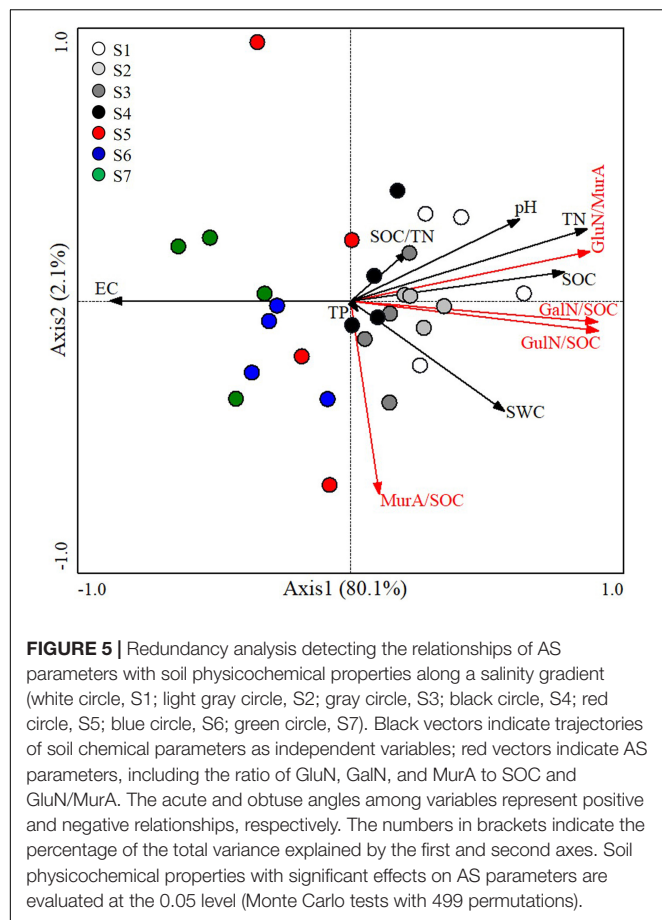 1.0
S1
S2
S3
S4
S5
S6
S7
GluN/MurA
pH
TN
SOC/TN
SOC
EC
TP
GalN/SOC
GulN/SOC
SWC
MurA/SOC
Axis2 (2.1%)
-1.0
-1.0
Axis1 (80.1%)
1.0
FIGURE 5 | Redundancy analysis detecting the relationships of AS
parameters with soil physicochemical properties along a salinity gradient
(white circle, S1; light gray circle, S2; gray circle, S3; black circle, S4; red
circle, S5; blue circle, S6; green circle, S7). Black vectors indicate trajectories
of soil chemical parameters as independent variables; red vectors indicate AS
parameters, including the ratio of GluN, GalN, and MurA to SOC and
GluN/MurA. The acute and obtuse angles among variables represent positive
and negative relationships, respectively. The numbers in brackets indicate the
percentage of the total variance explained by the first and second axes. Soil
physicochemical properties with significant effects on AS parameters are
evaluated at the 0.05 level (Monte Carlo tests with 499 permutations).